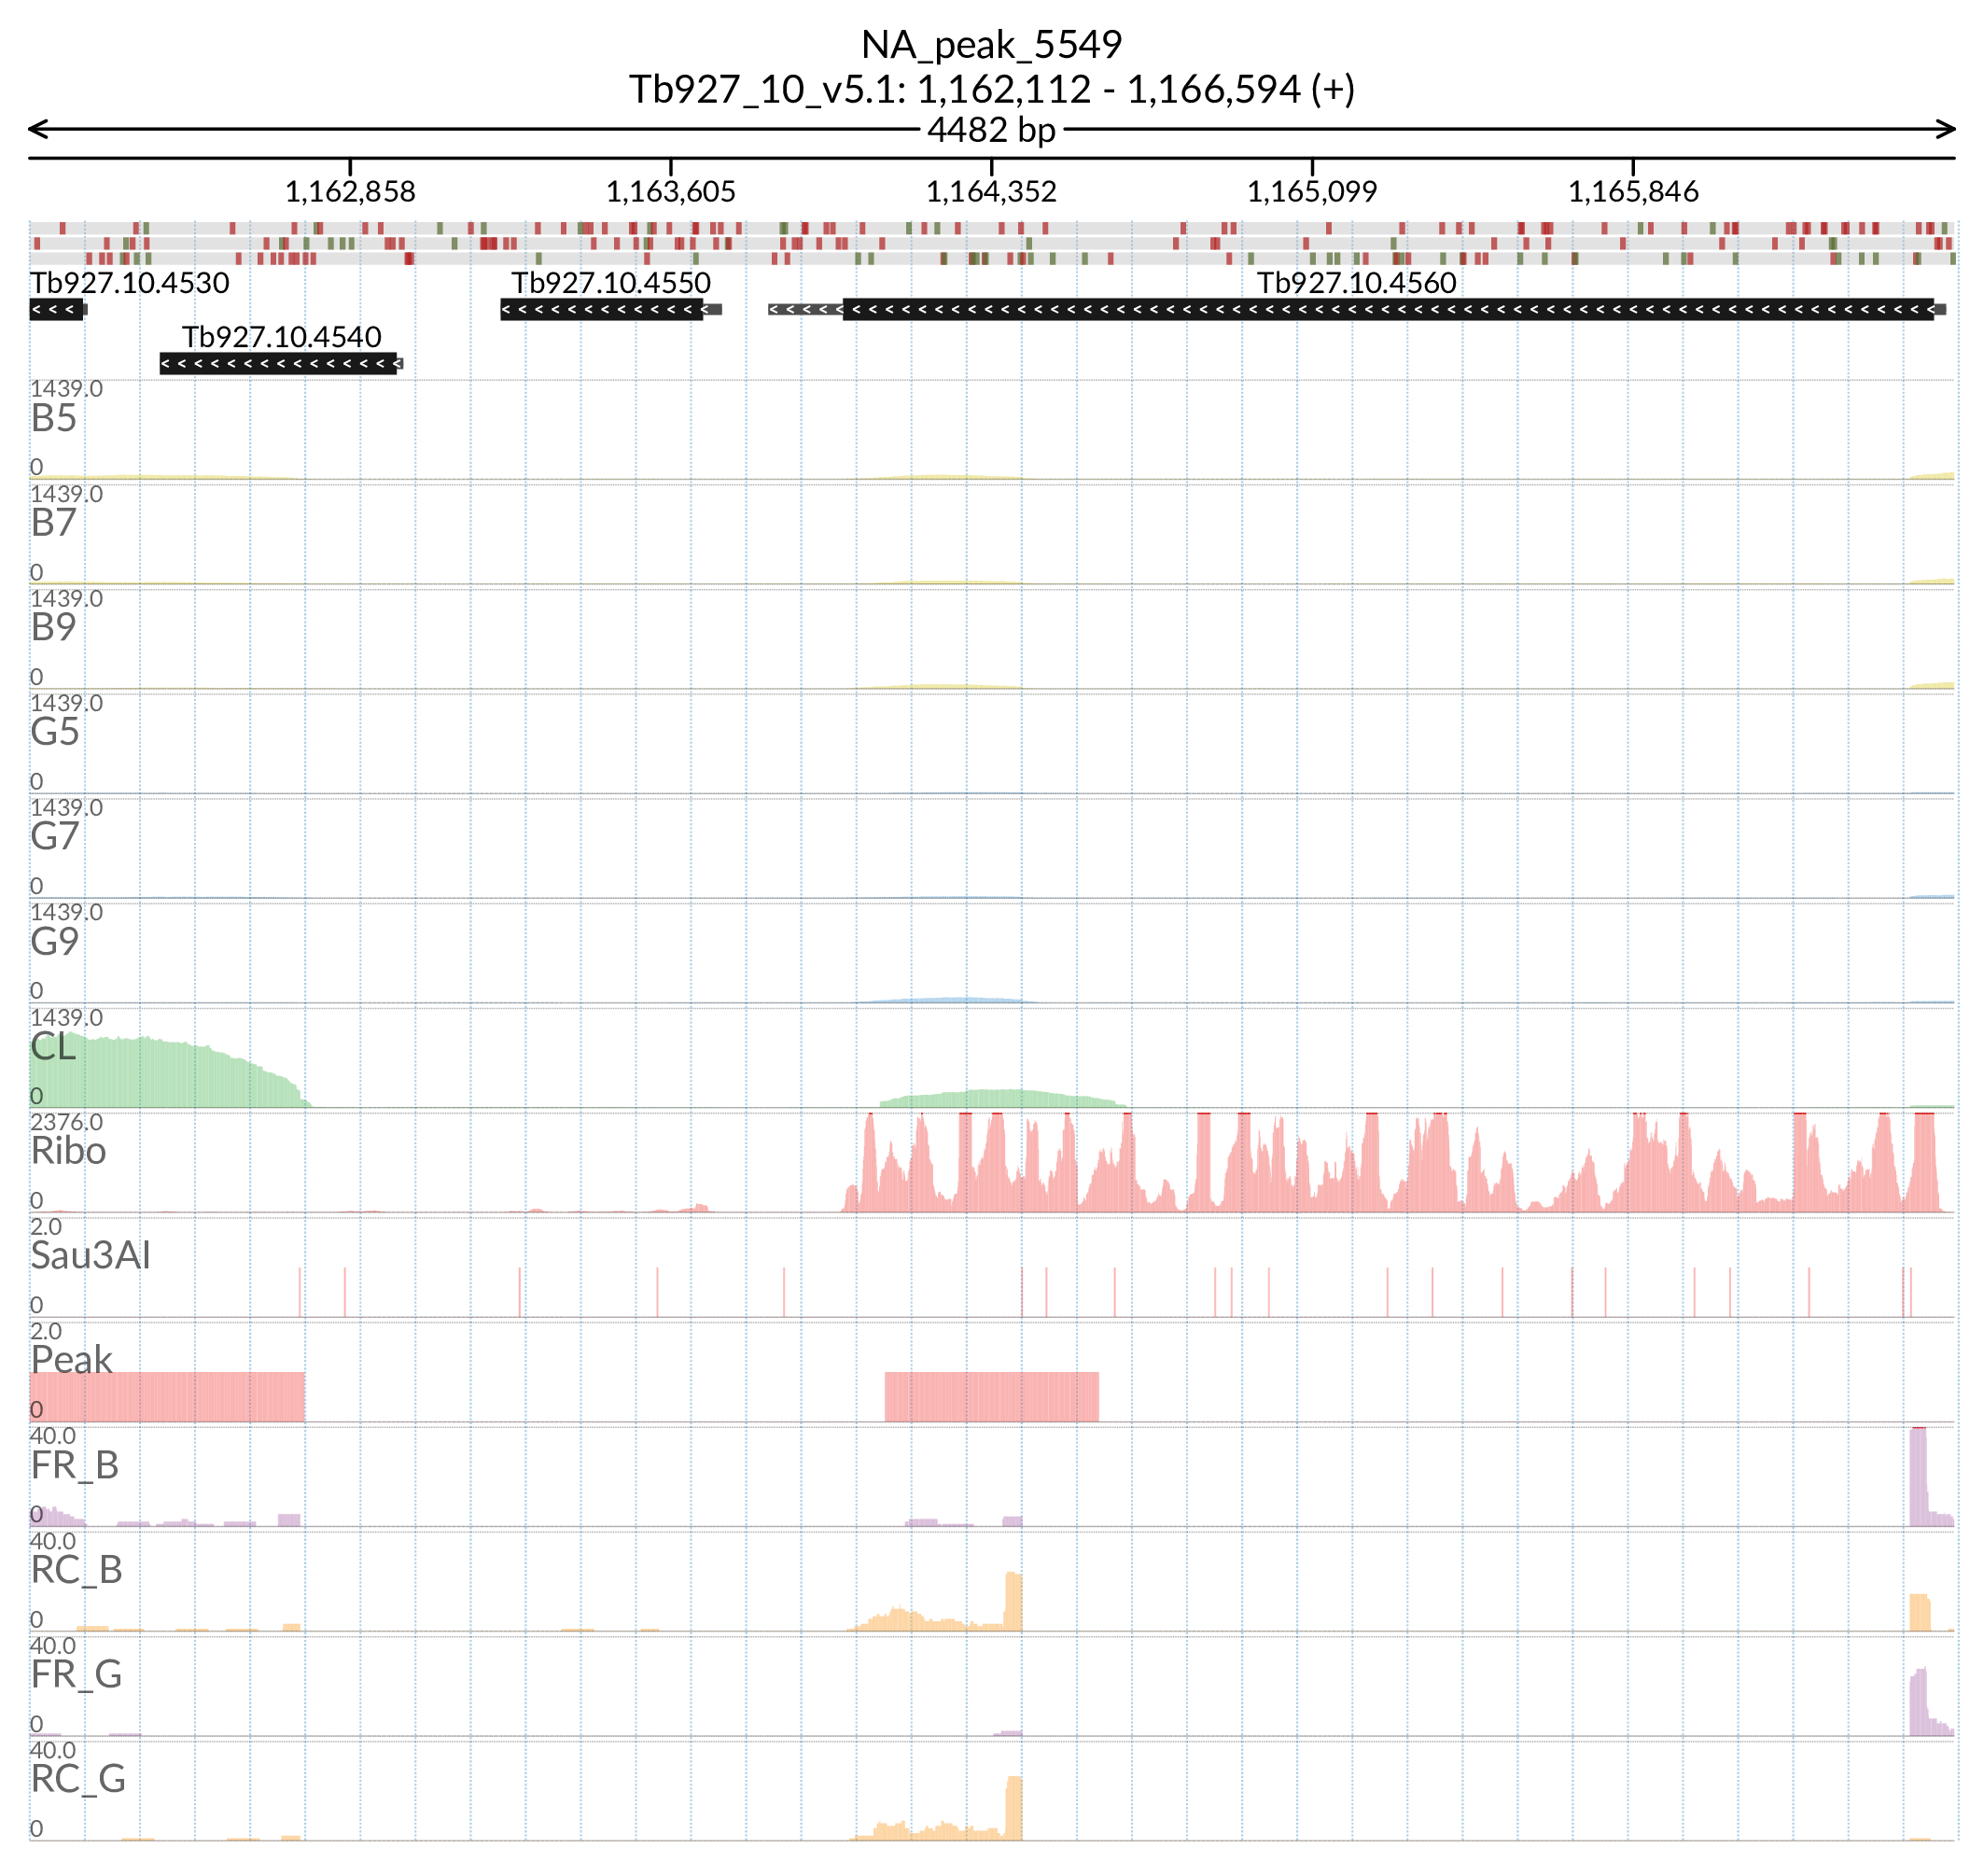 NA_peak_5549
Tb927_10_v5.1: 1,162,112 - 1,166,594 (+)
4482 bp
1,162,858 1,163,605 1,164,352 1,165,099 1,165,846
Tb927.10.4530 Tb927.10.4550 Tb927.10.4560
Tb927.10.4540
1439.0
B5
0
1439.0
B7
0
1439.0
B9
0
1439.0
G5
0
1439.0
G7
0
1439.0
G9
0
1439.0
CL
0
2376.0
Ribo
0
2.0
Sau3AI
0
2.0
Peak
0
40.0
FR_B
0
40.0
RC_B
0
40.0
FR_G
0
40.0
RC_G
0